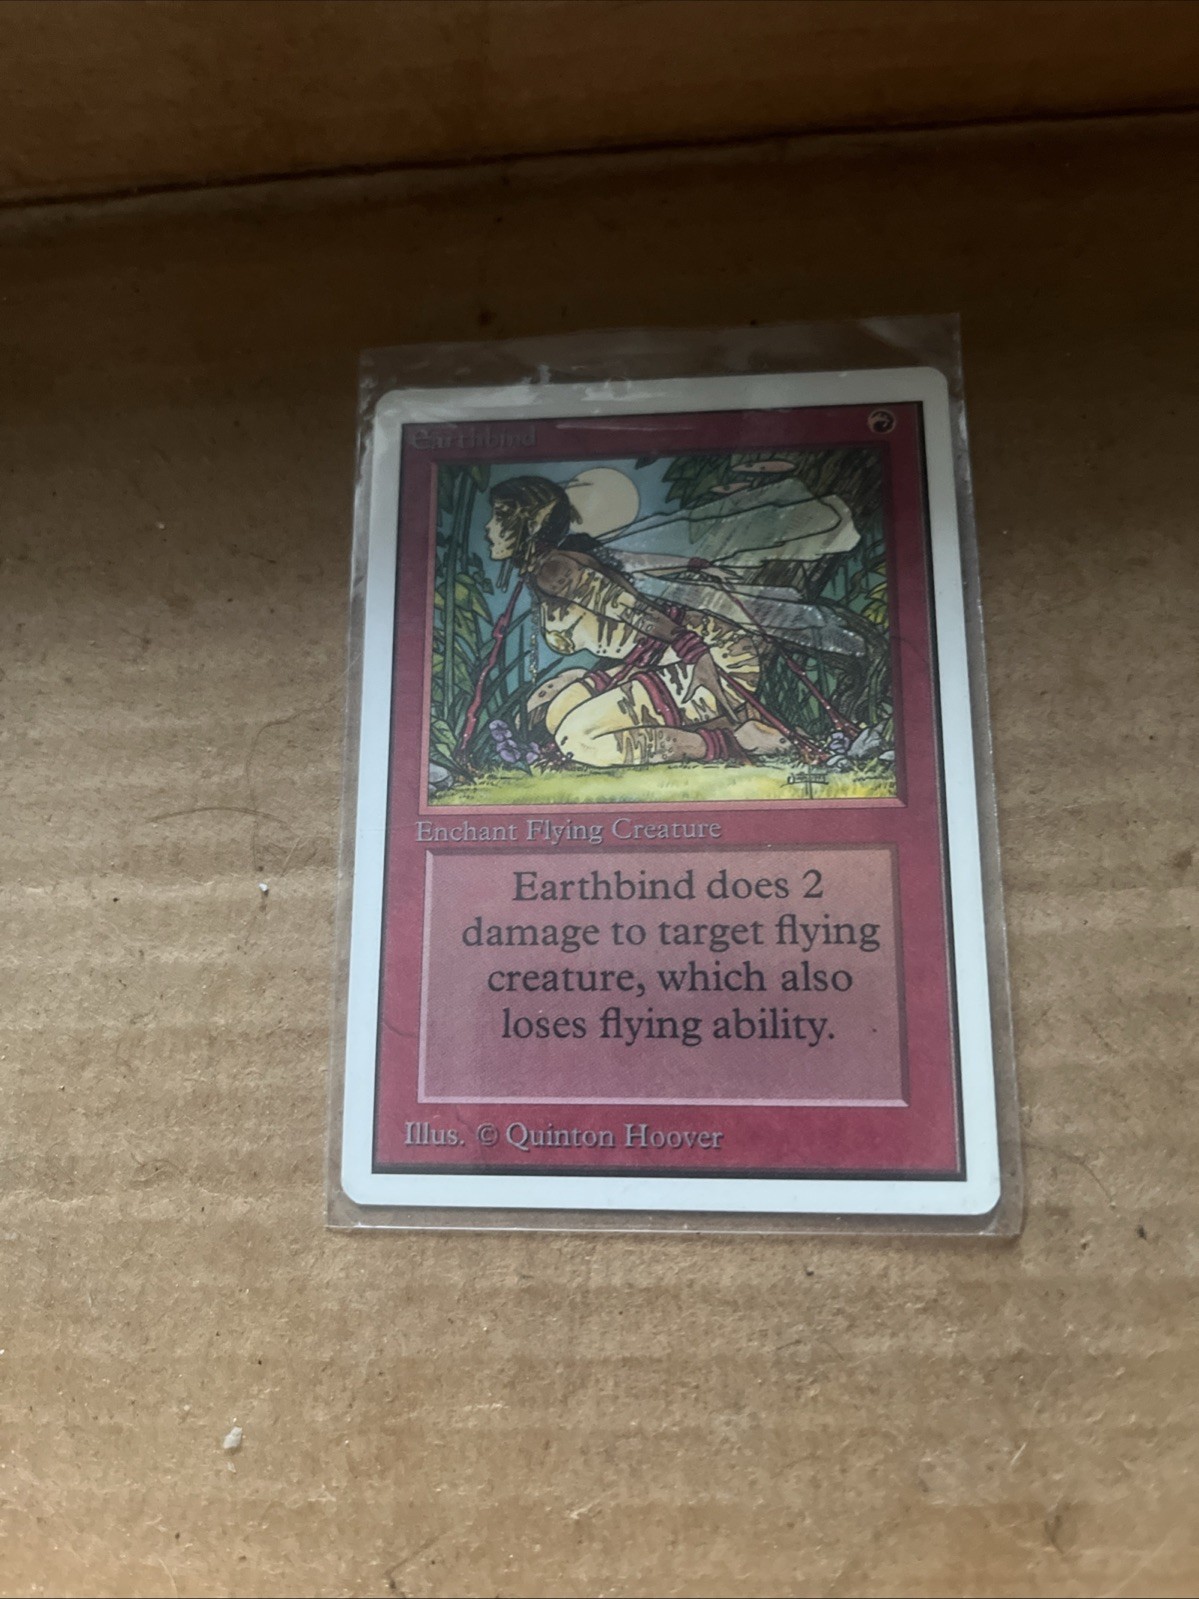 Earthbind
Enchant Flying Creature
Earthbind does 2
damage to target flying
creature, which also
loses flying ability.
Illus. © Quinton Hoover